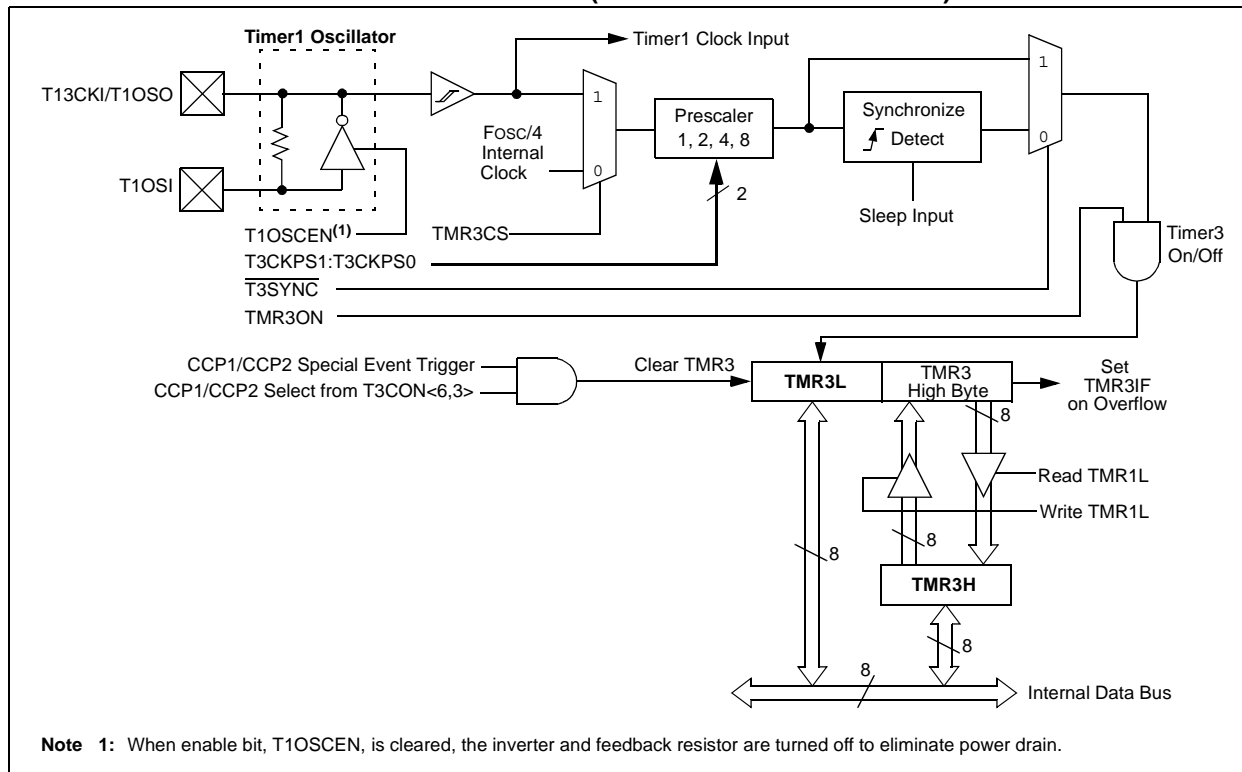 Timer1 Oscillator
Timer1 Clock Input
T13CKI/T1OSO
T1OSI
1
0
FOSC/4
Internal
Clock
Prescaler
1, 2, 4, 8
2
Synchronize
Detect
Sleep Input
1
0
Timer3
On/Off
T1OSCEN(1)
TMR3CS
T3CKPS1:T3CKPS0
T3SYNC
TMR3ON
CCP1/CCP2 Special Event Trigger
CCP1/CCP2 Select from T3CON<6,3>
Clear TMR3
TMR3L
TMR3
High Byte
Set
TMR3IF
on Overflow
8
Read TMR1L
Write TMR1L
8
8
TMR3H
8
8
Internal Data Bus
Note 1: When enable bit, T1OSCEN, is cleared, the inverter and feedback resistor are turned off to eliminate power drain.